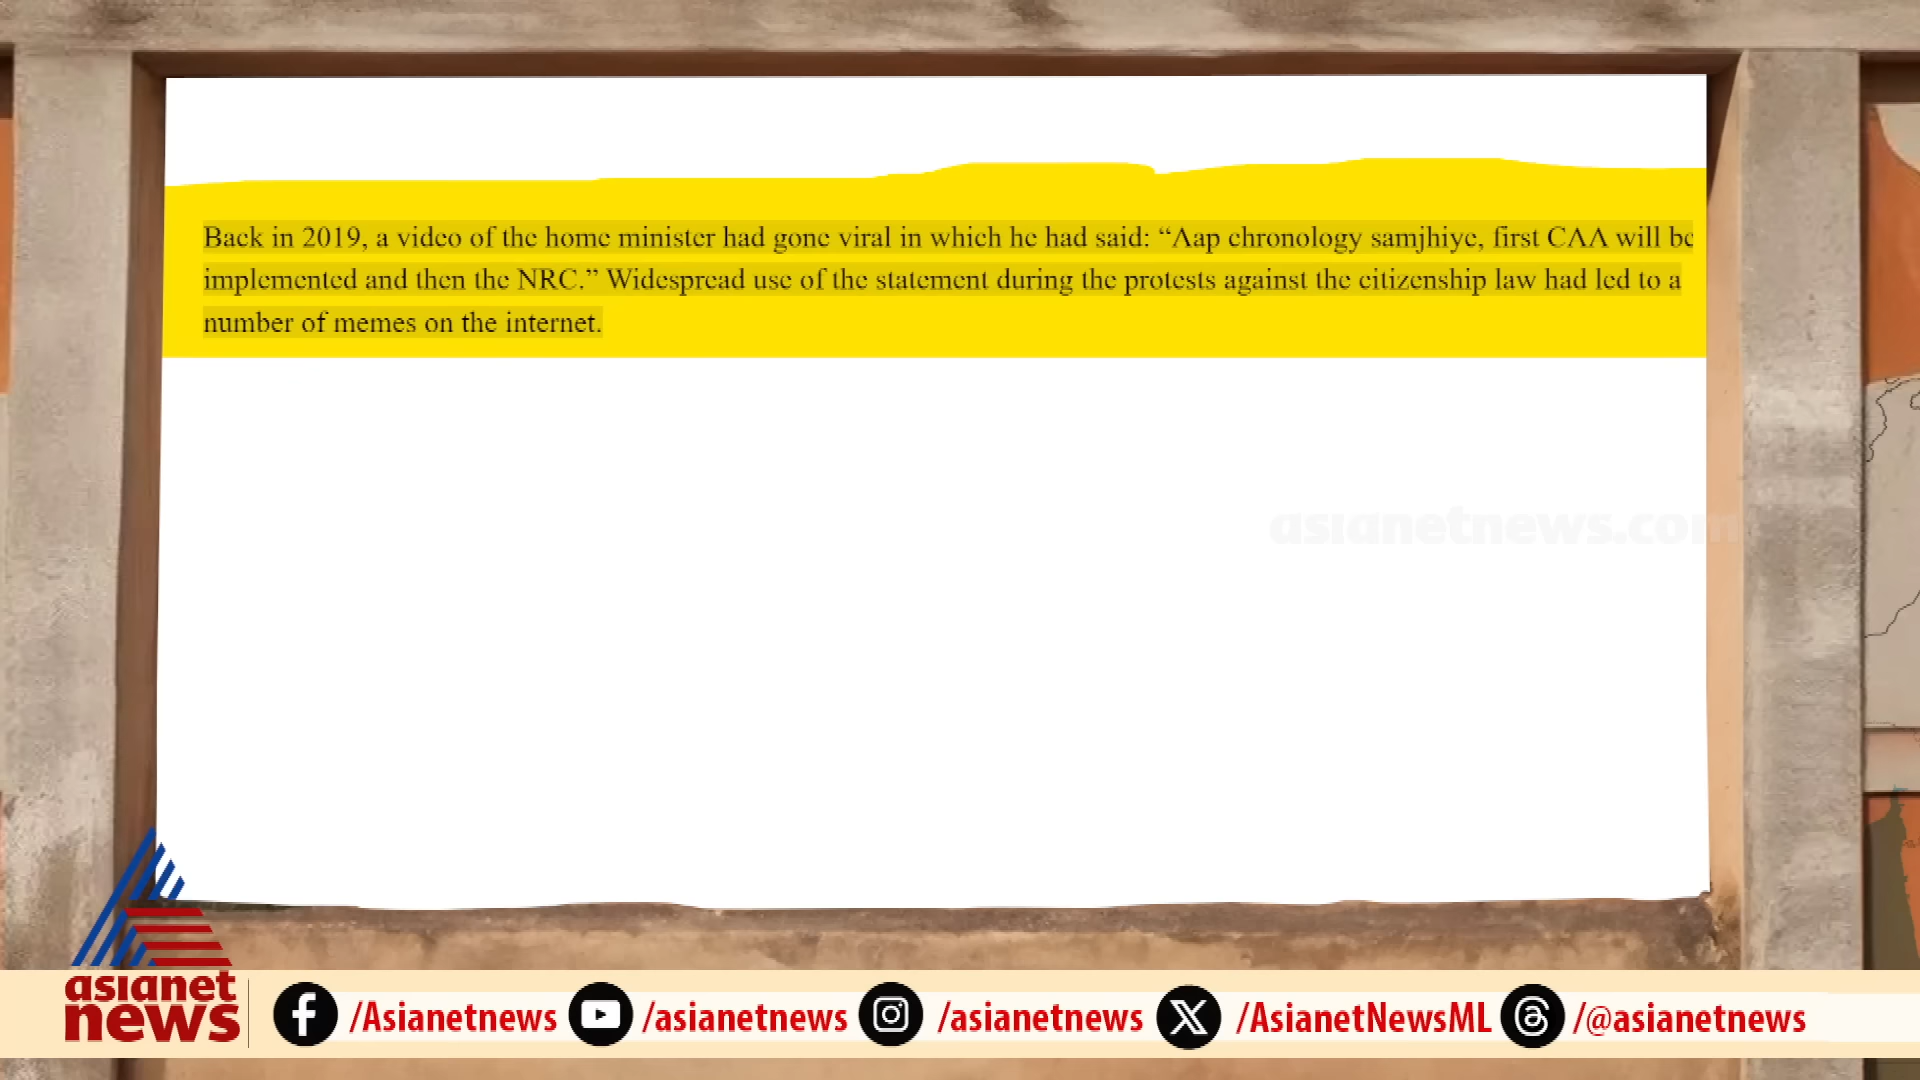 Back in 2019, a video of the home minister had gone viral in which he had said: “Aap chronology samjhiye, first CAA will be
implemented and then the NRC.” Widespread use of the statement during the protests against the citizenship law had led to a
number of memes on the internet.
asianetnews.com
asianet
news
/Asianetnews /asianetnews /asianetnews /AsianetNewsML /@asianetnews